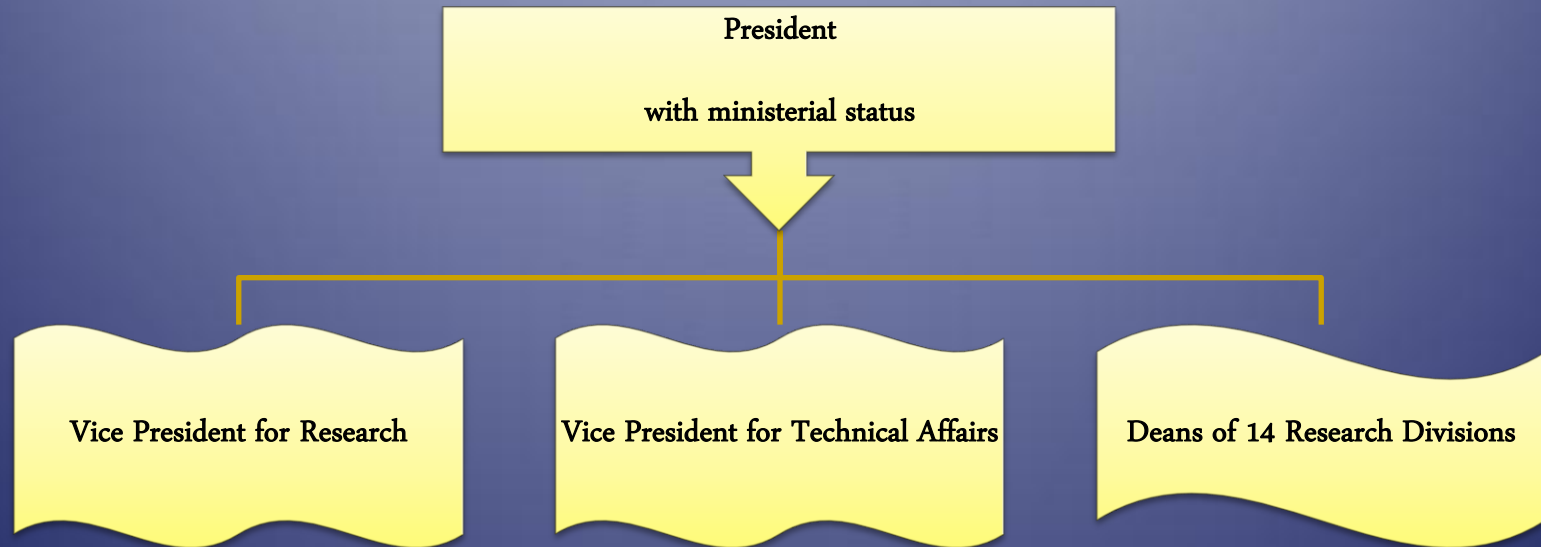 President
with ministerial status
Vice President for Research
Vice President for Technical Affairs
Deans of 14 Research Divisions